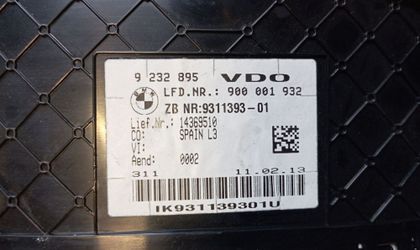 9 232 895 VDO
BMW LFD.NR.: 900 001 932
ZB NR:9311393-01
Lief.Nr.: 14369510
CO: SPAIN L3
VI:
Aend: 0002
311 11.02.13
IK931139301U